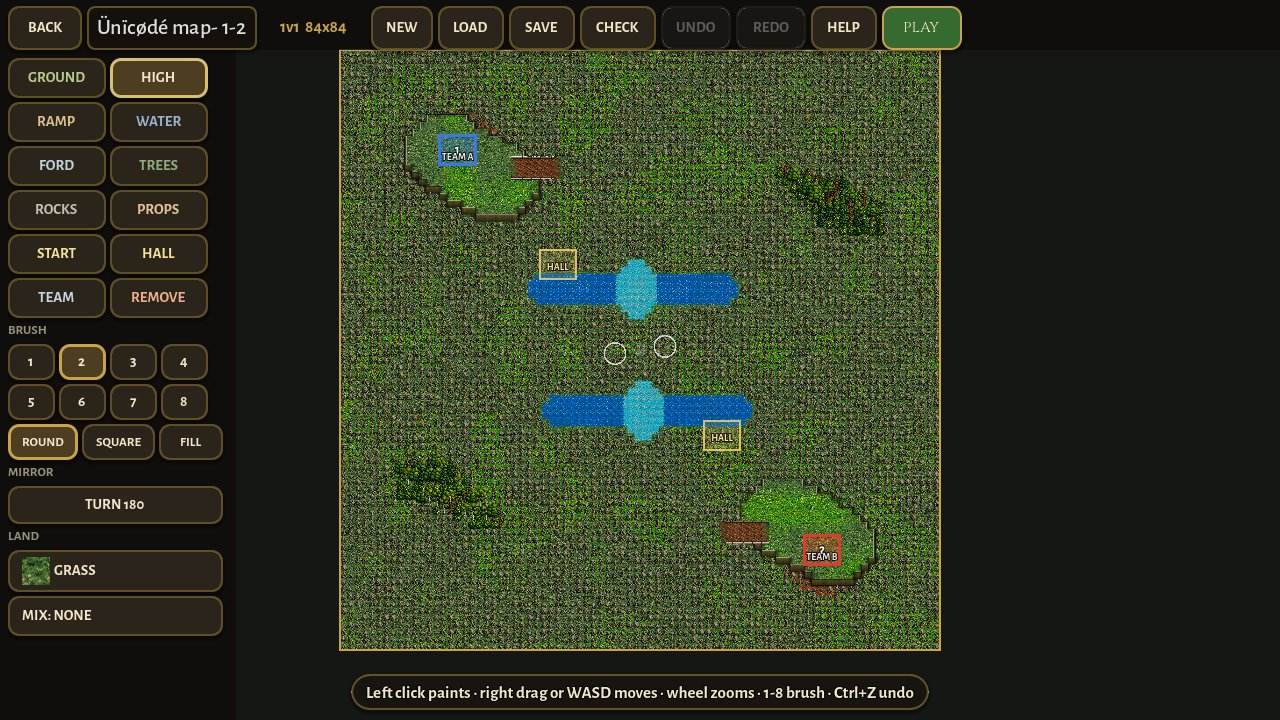 BACK
Ünïcødé map- 1-2
1v1 84x84
NEW
LOAD
SAVE
CHECK
UNDO
REDO
HELP
PLAY
GROUND
HIGH
RAMP
WATER
FORD
TREES
ROCKS
PROPS
START
HALL
TEAM
REMOVE
BRUSH
1
2
3
4
5
6
7
8
ROUND
SQUARE
FILL
MIRROR
TURN 180
LAND
GRASS
MIX: NONE
1
TEAM A
HALL
HALL
2
TEAM B
Left click paints · right drag or WASD moves · wheel zooms · 1-8 brush · Ctrl+Z undo